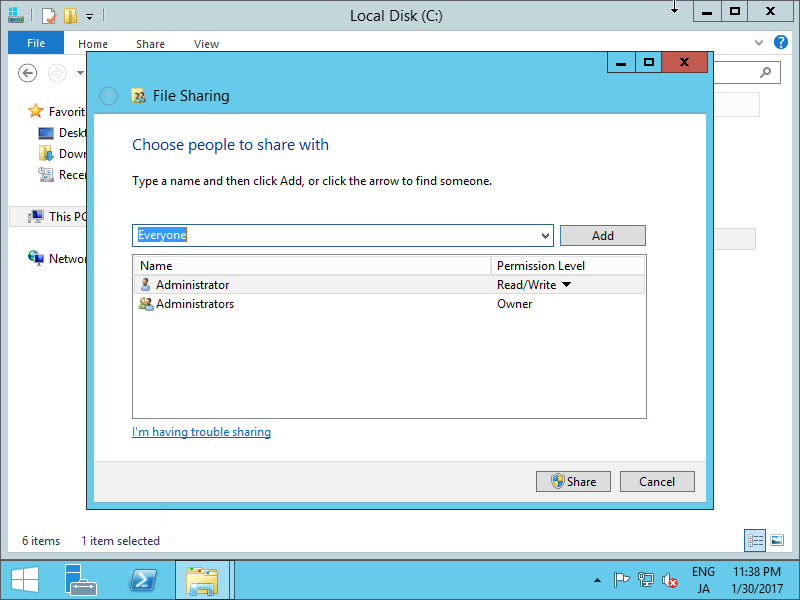 Local Disk (C:)
File Home Share View
File Sharing
Favorit
Choose people to share with
Desk
Down
Type a name and then click Add, or click the arrow to find someone.
Rece
This PC
Everyone
Add
Netwo
Name Permission Level
Administrator Read/Write
Administrators Owner
I'm having trouble sharing
Share Cancel
6 items 1 item selected
ENG 11:38 PM
JA 1/30/2017